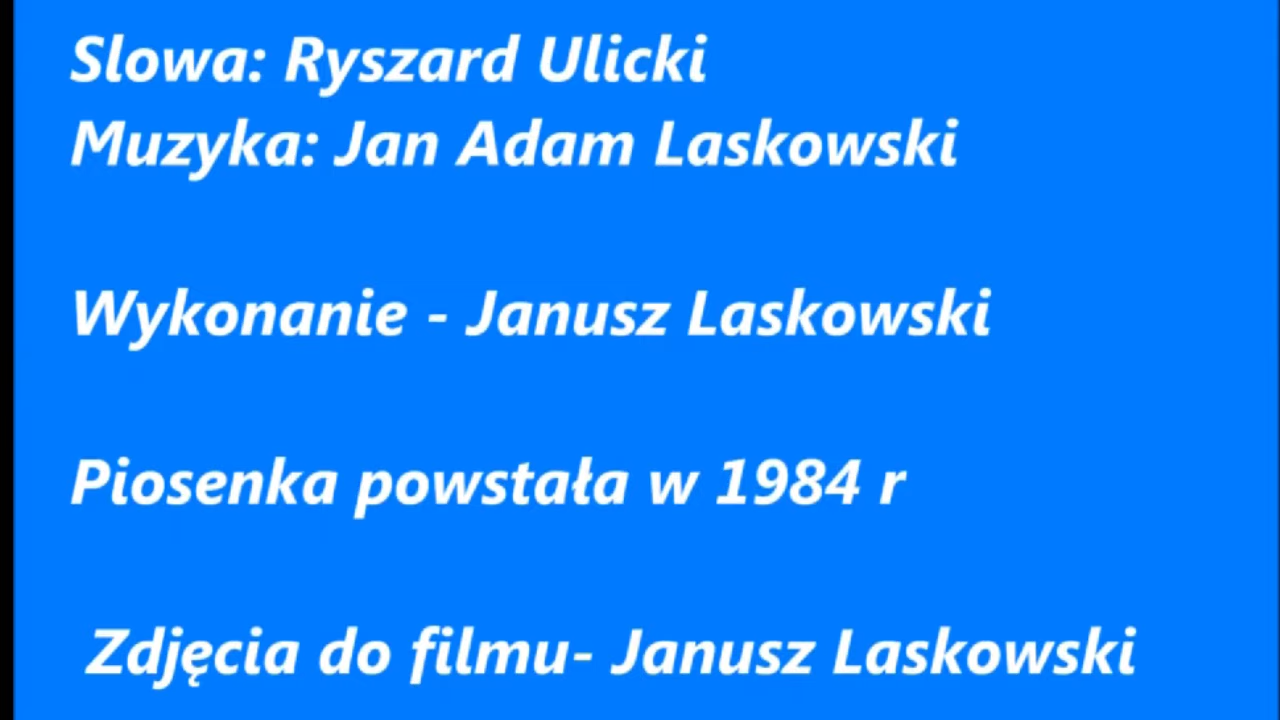 Slowa: Ryszard Ulicki
Muzyka: Jan Adam Laskowski
Wykonanie - Janusz Laskowski
Piosenka powstała w 1984 r
Zdjęcia do filmu- Janusz Laskowski